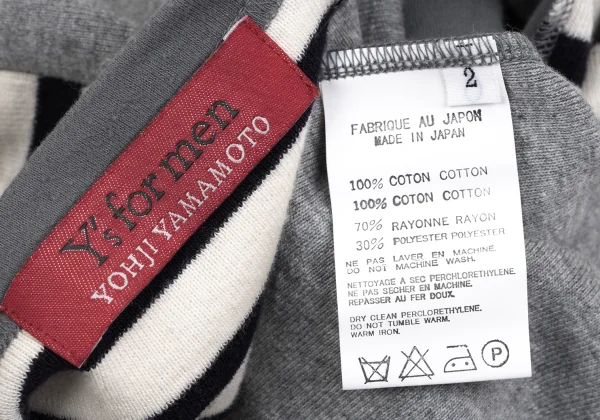 Y's for men
YOHJI YAMAMOTO
2
FABRIQUE AU JAPON
MADE IN JAPAN
100% COTON COTTON
100% COTON COTTON
70% RAYONNE RAYON
30% POLYESTER POLYESTER
NE PAS LAVER EN MACHINE.
DO NOT MACHINE WASH.
NETTOYAGE A SEC PERCHLORETHYLENE.
NE PAS SECHER EN MACHINE.
REPASSER AU FER DOUX.
DRY CLEAN PERCLORETHYLENE.
DO NOT TUMBLE WARM.
WARM IRON.
P